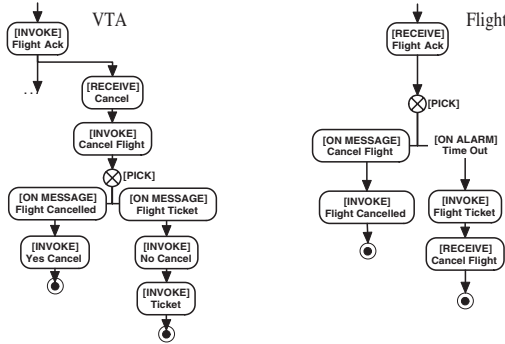 VTA
[INVOKE]
Flight Ack
...
[RECEIVE]
Cancel
[INVOKE]
Cancel Flight
[PICK]
[ON MESSAGE]
Flight Cancelled
[ON MESSAGE]
Flight Ticket
[INVOKE]
Yes Cancel
[INVOKE]
No Cancel
[INVOKE]
Ticket
Flight
[RECEIVE]
Flight Ack
[PICK]
[ON MESSAGE]
Cancel Flight
[ON ALARM]
Time Out
[INVOKE]
Flight Cancelled
[INVOKE]
Flight Ticket
[RECEIVE]
Cancel Flight